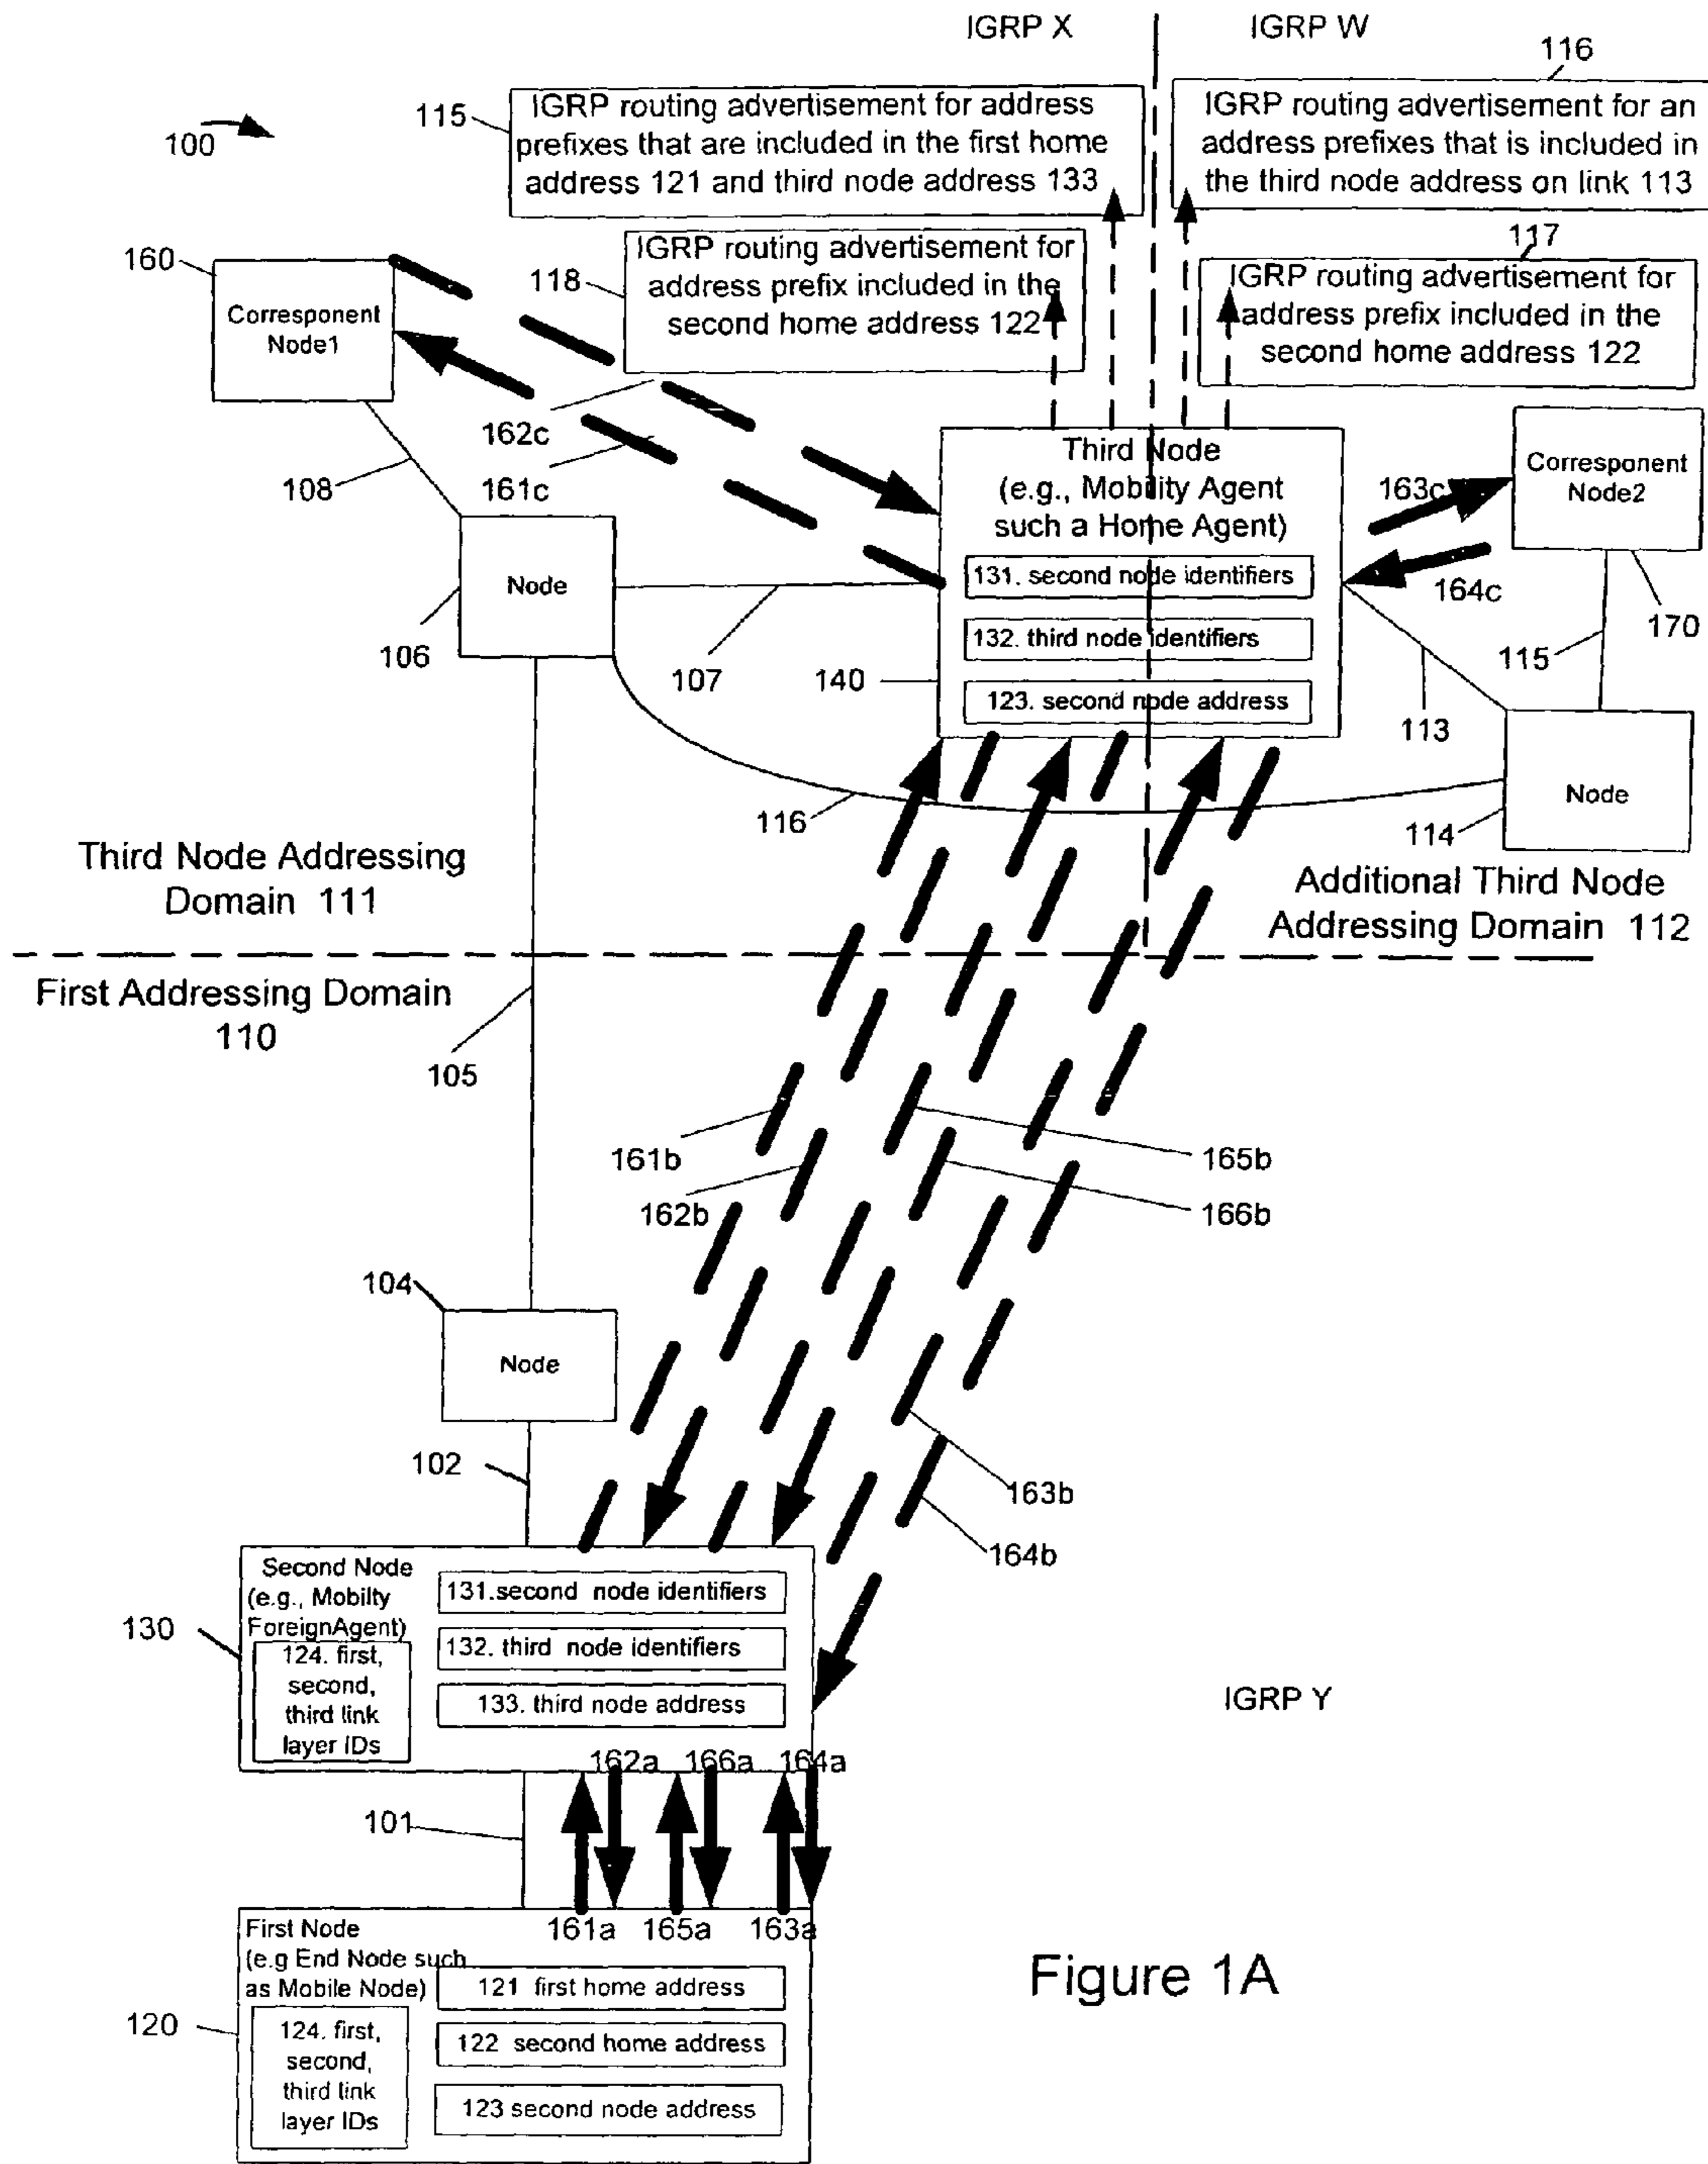 IGRP X
IGRP W
116
100
115
IGRP routing advertisement for address
prefixes that are included in the first home
address 121 and third node address 133
IGRP routing advertisement for an
address prefixes that is included in
the third node address on link 113
160
118
IGRP routing advertisement for
address prefix included in the
second home address 122
117
IGRP routing advertisement for
address prefix included in the
second home address 122
Corresponent
Node1
162c
161c
108
Third Node
(e.g., Mobility Agent
such a Home Agent)
131. second node identifiers
132. third node identifiers
123. second node address
163c
164c
Corresponent
Node2
170
115
Node
106
107
140
113
116
Node
114
Third Node Addressing
Domain 111
Additional Third Node
Addressing Domain 112
First Addressing Domain
110
105
161b
162b
165b
166b
104
Node
102
163b
164b
Second Node
(e.g., Mobilty
ForeignAgent)
130
124. first,
second,
third link
layer IDs
131.second node identifiers
132. third node identifiers
133. third node address
IGRP Y
162a
166a
164a
101
161a
165a
163a
First Node
(e.g End Node such
as Mobile Node)
120
124. first,
second,
third link
layer IDs
121 first home address
122 second home address
123 second node address
Figure 1A